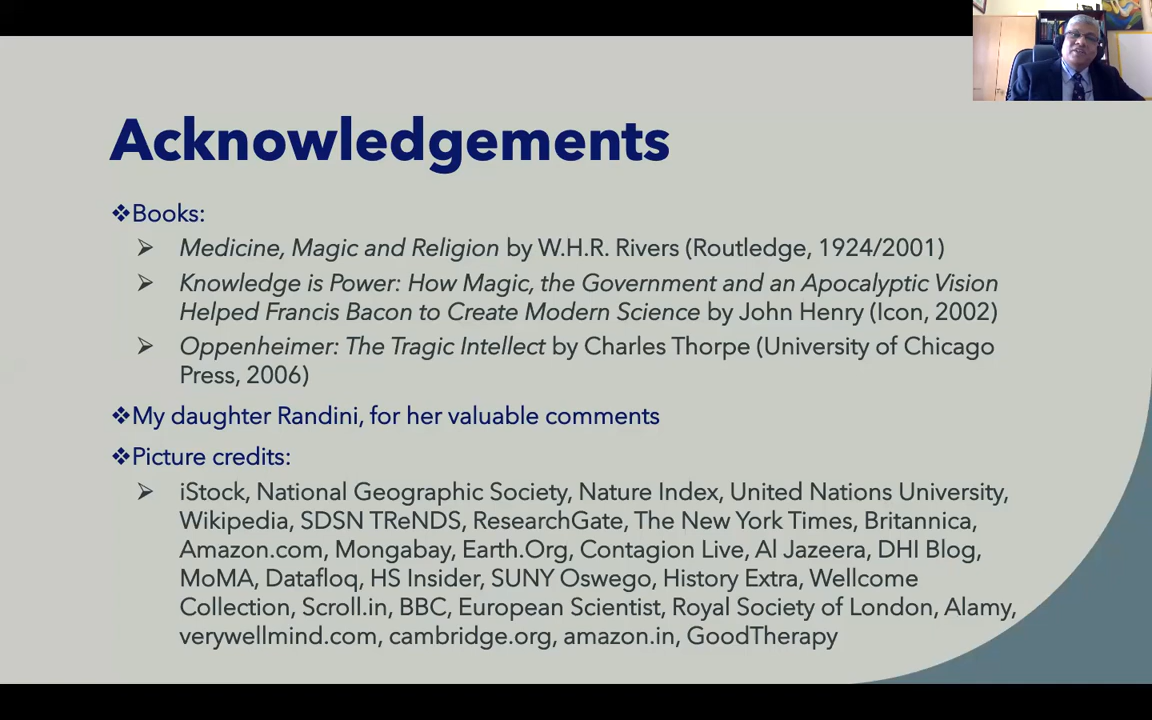 Acknowledgements
❖Books:
➢ Medicine, Magic and Religion by W.H.R. Rivers (Routledge, 1924/2001)
➢ Knowledge is Power: How Magic, the Government and an Apocalyptic Vision
Helped Francis Bacon to Create Modern Science by John Henry (Icon, 2002)
➢ Oppenheimer: The Tragic Intellect by Charles Thorpe (University of Chicago
Press, 2006)
❖My daughter Randini, for her valuable comments
❖Picture credits:
➢ iStock, National Geographic Society, Nature Index, United Nations University,
Wikipedia, SDSN TReNDS, ResearchGate, The New York Times, Britannica,
Amazon.com, Mongabay, Earth.Org, Contagion Live, Al Jazeera, DHI Blog,
MoMA, Datafloq, HS Insider, SUNY Oswego, History Extra, Wellcome
Collection, Scroll.in, BBC, European Scientist, Royal Society of London, Alamy,
verywellmind.com, cambridge.org, amazon.in, GoodTherapy